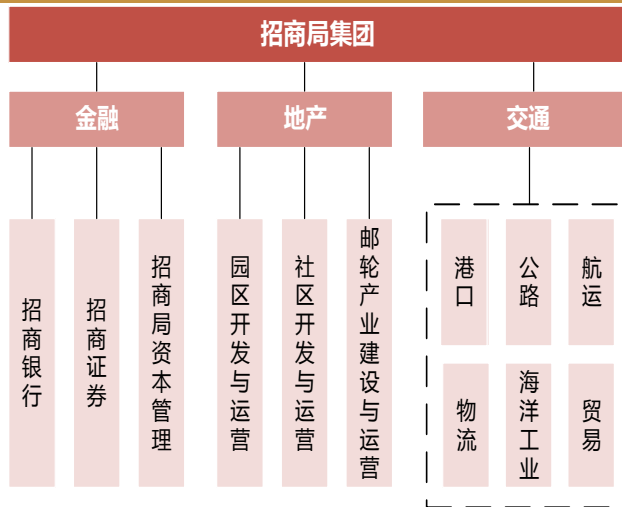 招商局集团
金融
地产
交通
招商银行
招商证券
招商局资本管理
园区开发与运营
社区开发与运营
邮轮产业建设与运营
港口
公路
航运
物流
海洋工业
贸易